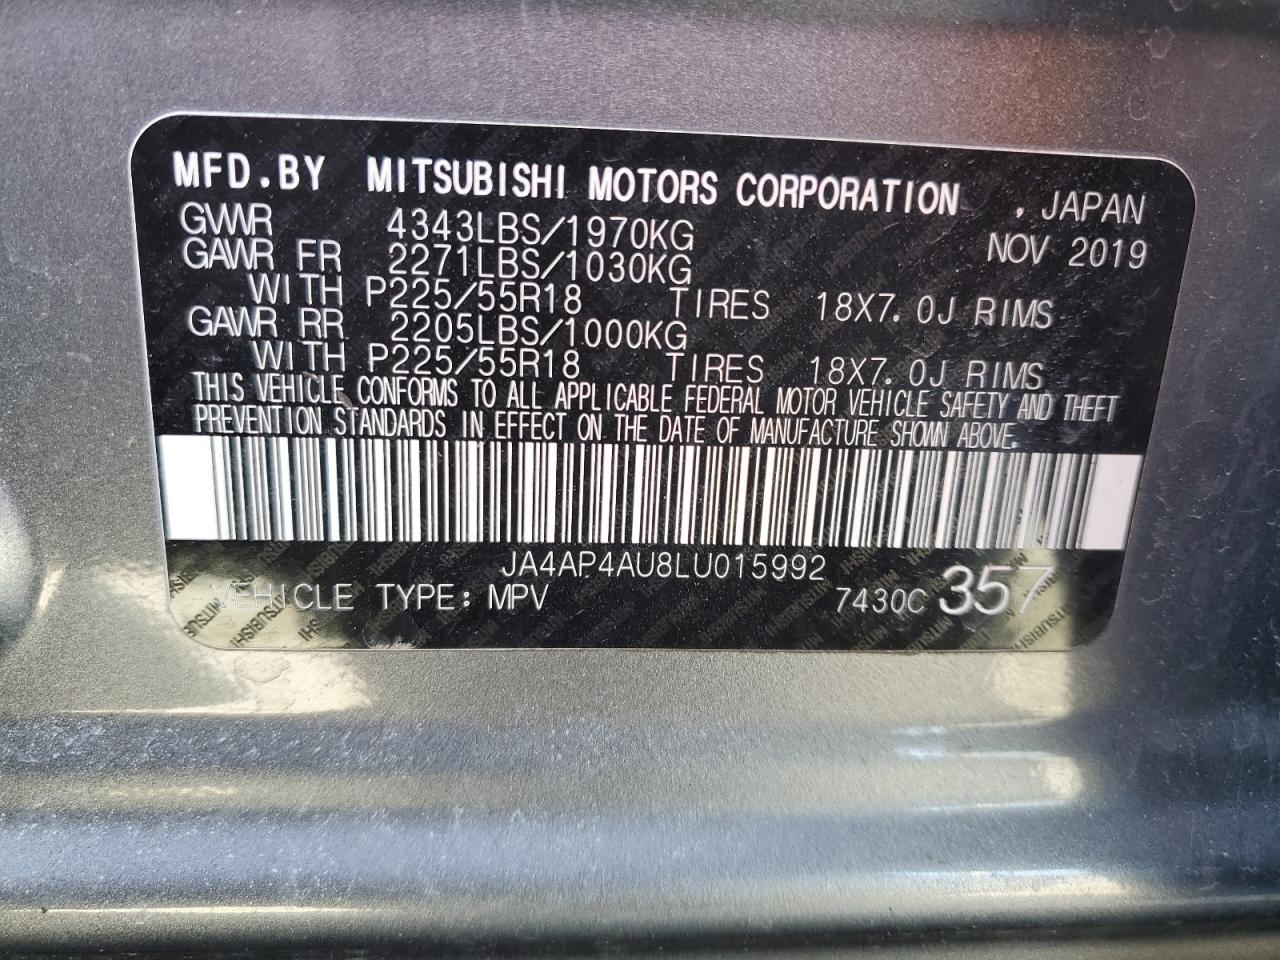 MFD.BY MITSUBISHI MOTORS CORPORATION , JAPAN
GVWR 4343LBS/1970KG NOV 2019
GAWR FR 2271LBS/1030KG
WITH P225/55R18 TIRES 18X7.0J RIMS
GAWR RR 2205LBS/1000KG
WITH P225/55R18 TIRES 18X7.0J RIMS
THIS VEHICLE CONFORMS TO ALL APPLICABLE FEDERAL MOTOR VEHICLE SAFETY AND THEFT
PREVENTION STANDARDS IN EFFECT ON THE DATE OF MANUFACTURE SHOWN ABOVE.
JA4AP4AU8LU015992
VEHICLE TYPE: MPV 7430C 357